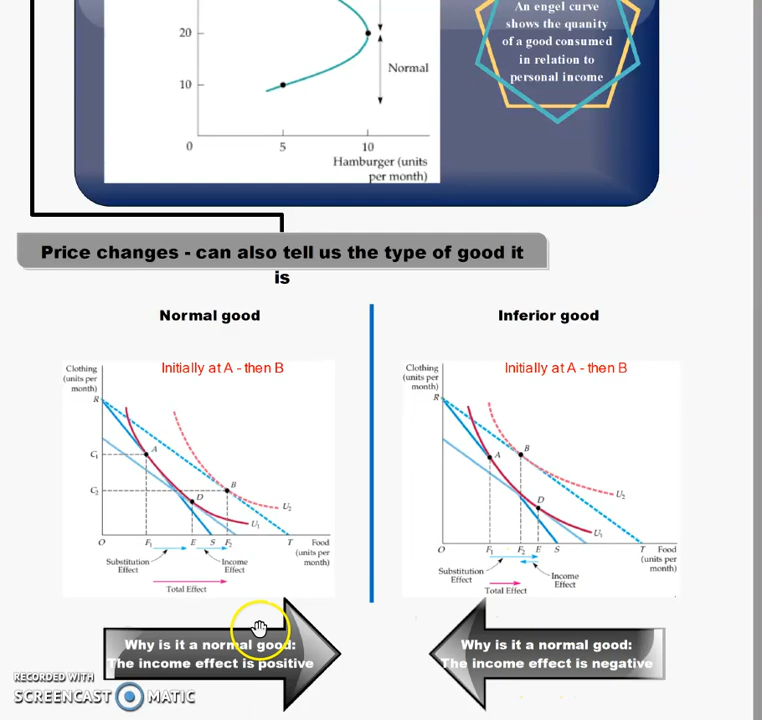 An engel curve
shows the quanity
of a good consumed
in relation to
personal income
20
10
Normal
0
5
10
Hamburger (units
per month)
Price changes - can also tell us the type of good it
is
Normal good
Inferior good
Clothing
(units per
month)
Initially at A - then B
R
A
C₁
C₂
B
D
U₂
U₁
O
F₁
E
S
F₂
T
Food
(units per
month)
Substitution
Effect
Income
Effect
Total Effect
Clothing
(units per
month)
Initially at A - then B
R
A
B
D
U₂
U₁
O
F₁
F₂
E
S
T
Food
(units per
month)
Substitution
Effect
Income
Effect
Total Effect
Why is it a normal good:
The income effect is positive
Why is it a normal good:
The income effect is negative
RECORDED WITH
SCREENCAST MATIC